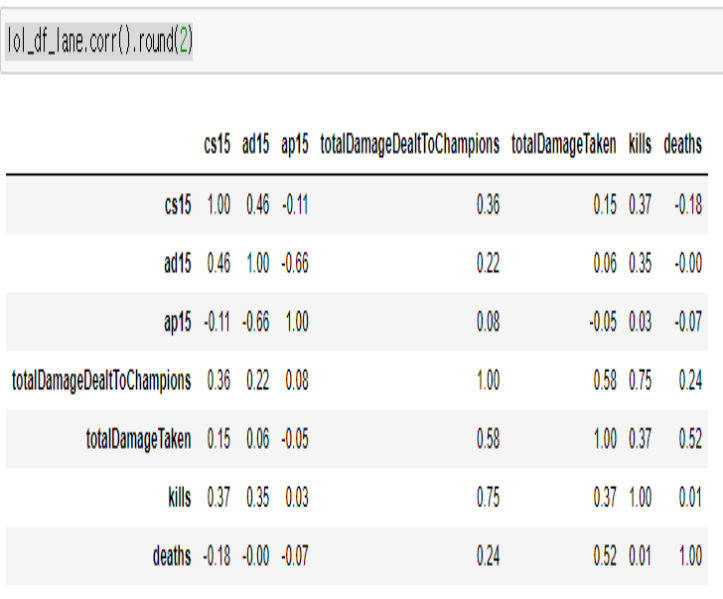 lol_df_lane.corr().round(2)
cs15 ad15 ap15 totalDamageDealtToChampions totalDamageTaken kills deaths
cs15 1.00 0.46 -0.11 0.36 0.15 0.37 -0.18
ad15 0.46 1.00 -0.66 0.22 0.06 0.35 -0.00
ap15 -0.11 -0.66 1.00 0.08 -0.05 0.03 -0.07
totalDamageDealtToChampions 0.36 0.22 0.08 1.00 0.58 0.75 0.24
totalDamageTaken 0.15 0.06 -0.05 0.58 1.00 0.37 0.52
kills 0.37 0.35 0.03 0.75 0.37 1.00 0.01
deaths -0.18 -0.00 -0.07 0.24 0.52 0.01 1.00